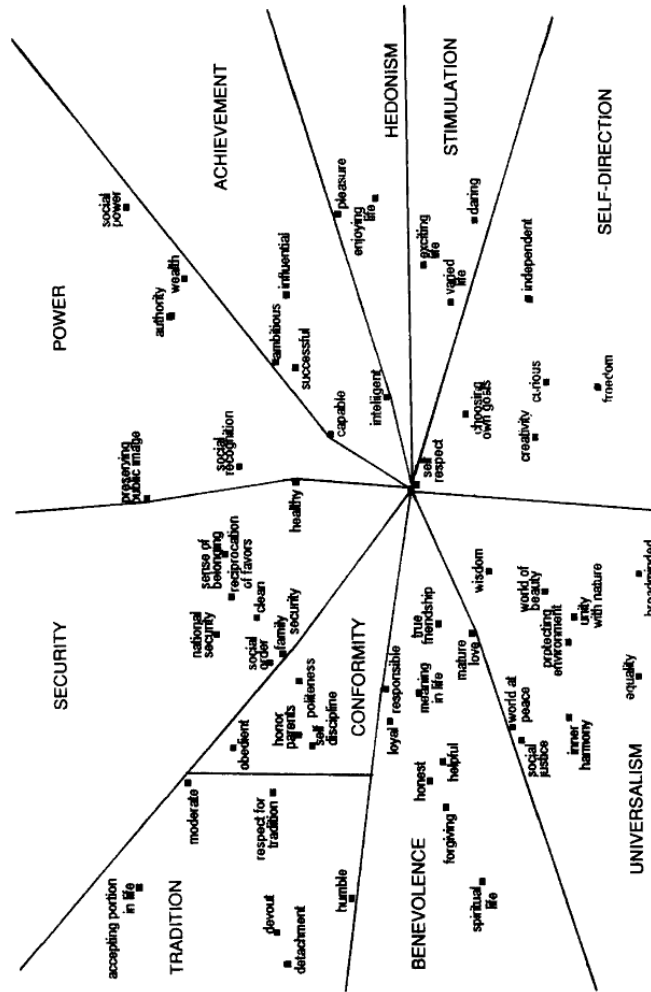 TRADITION
accepting portion
in life
moderate
devout
detachment
respect for
tradition
humble
SECURITY
national
security
sense of
belonging
reciprocation
of favors
clean
social
order
family
security
healthy
CONFORMITY
obedient
honor
parents
politeness
self
discipline
POWER
preserving
public image
social
power
authority
wealth
social
recognition
ACHIEVEMENT
influential
ambitious
successful
capable
intelligent
HEDONISM
pleasure
enjoying
life
STIMULATION
exciting
life
varied
life
daring
SELF-DIRECTION
self
respect
choosing
own goals
creativity
curious
independent
freedom
BENEVOLENCE
responsible
loyal
true
friendship
meaning
in life
mature
love
honest
helpful
forgiving
spiritual
life
UNIVERSALISM
wisdom
world at
peace
social
justice
inner
harmony
world of
beauty
protecting
environment
unity
with nature
equality
broadminded